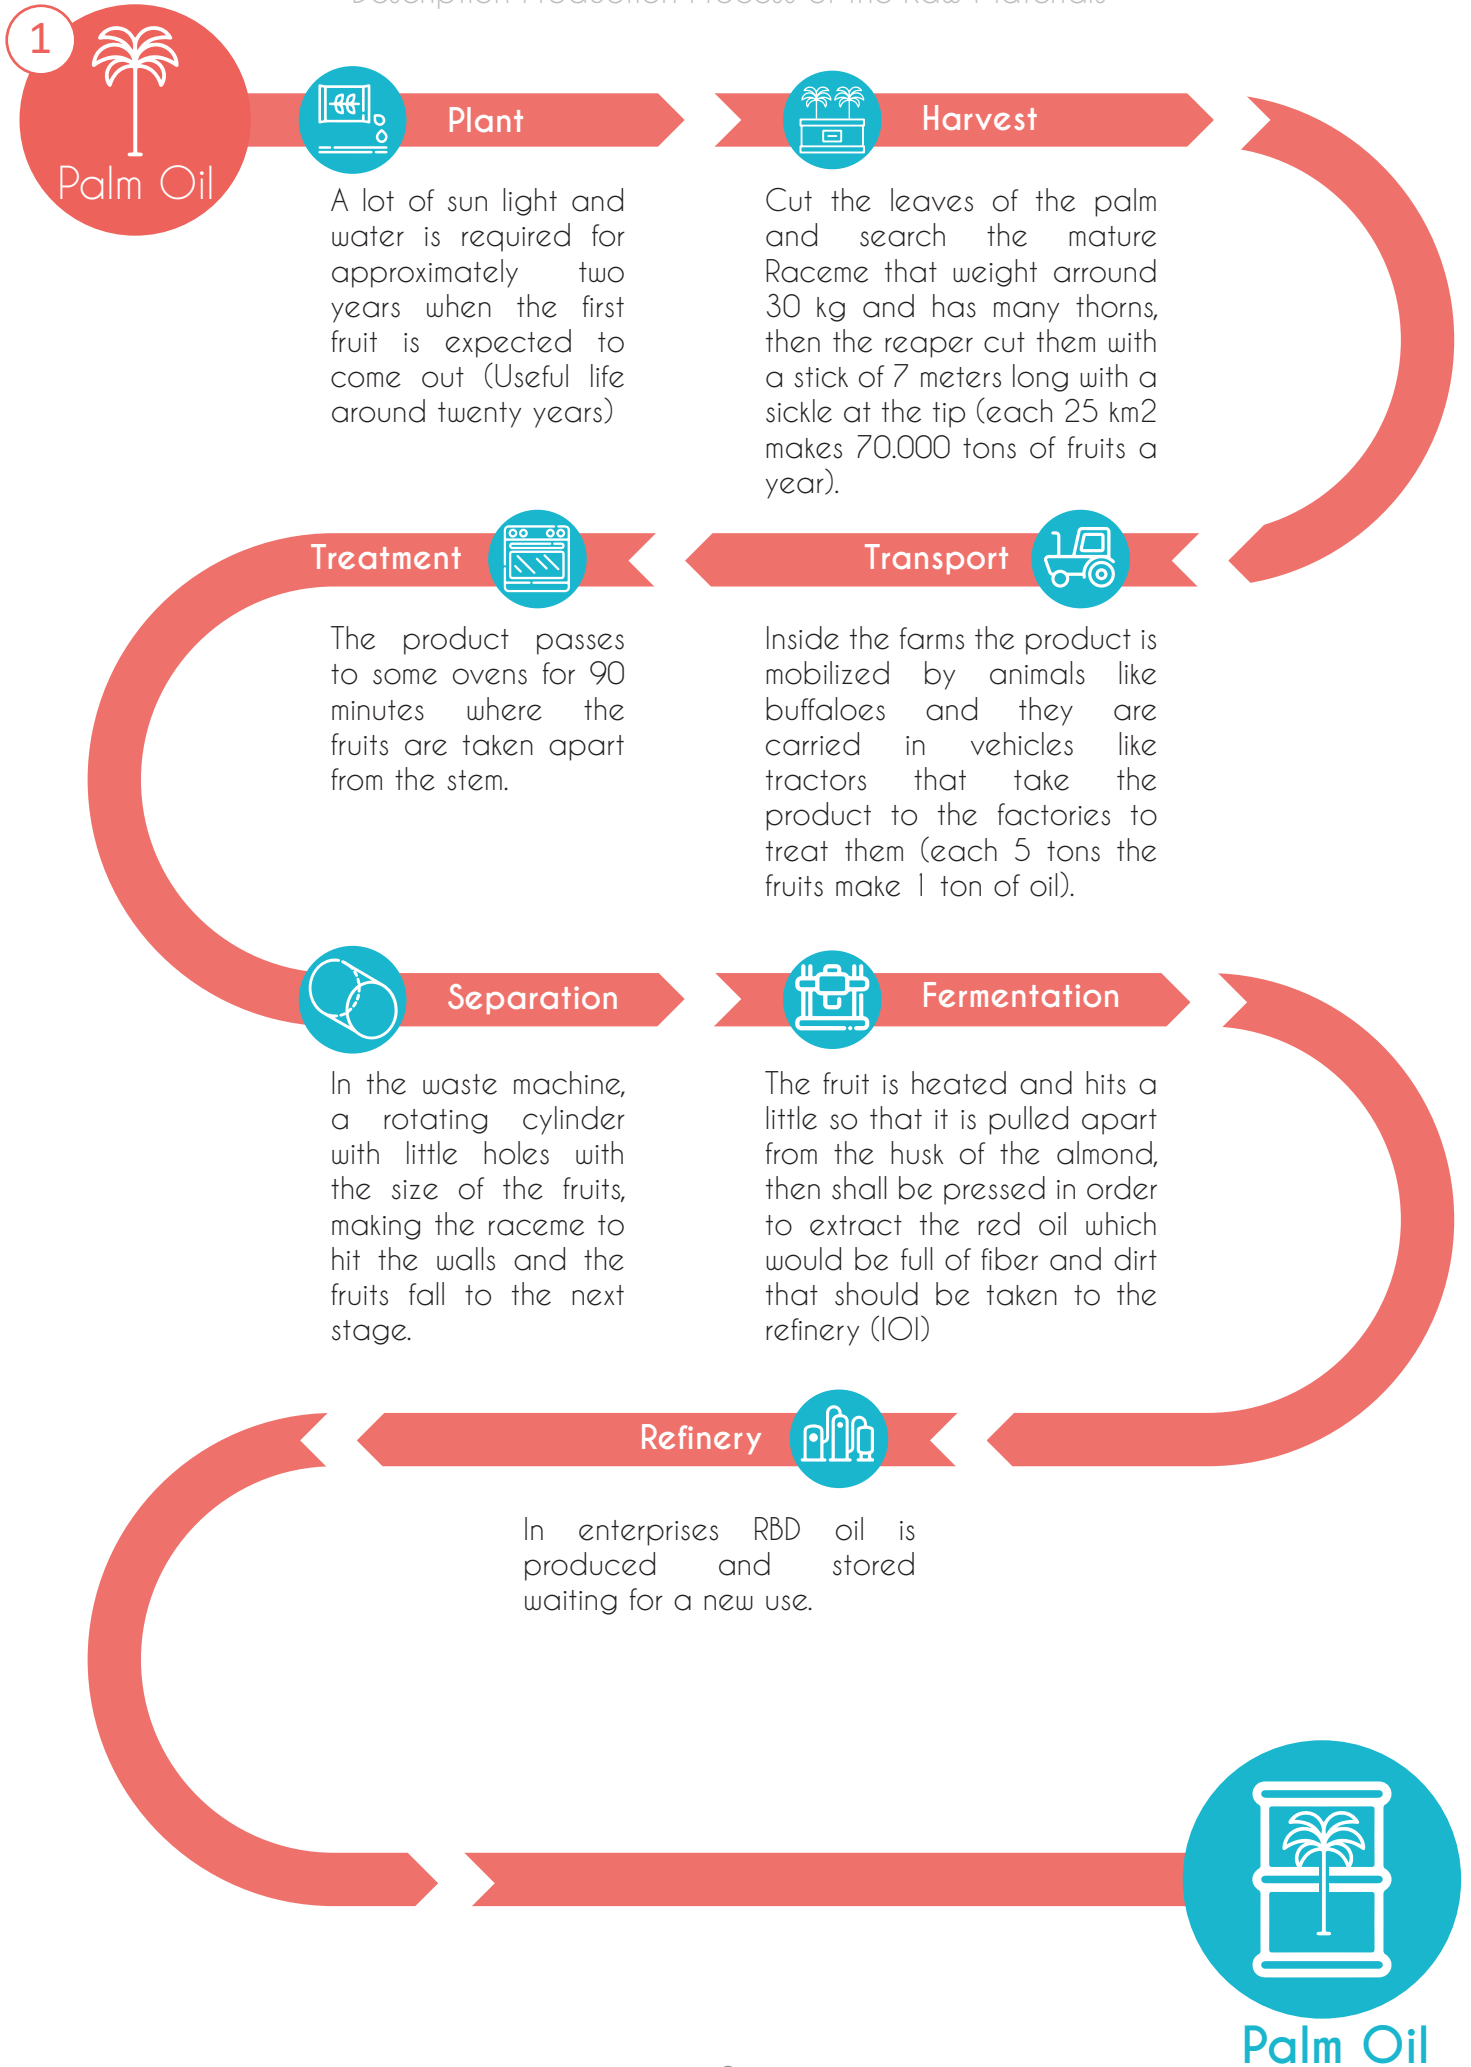 Description Production Process of the Raw Materials
1
Palm Oil
Plant
A lot of sun light and
water is required for
approximately two
years when the first
fruit is expected to
come out (Useful life
around twenty years)
Harvest
Cut the leaves of the palm
and search the mature
Raceme that weight arround
30 kg and has many thorns,
then the reaper cut them with
a stick of 7 meters long with a
sickle at the tip (each 25 km2
makes 70.000 tons of fruits a
year).
Transport
Inside the farms the product is
mobilized by animals like
buffaloes and they are
carried in vehicles like
tractors that take the
product to the factories to
treat them (each 5 tons the
fruits make 1 ton of oil).
Treatment
The product passes
to some ovens for 90
minutes where the
fruits are taken apart
from the stem.
Separation
In the waste machine,
a rotating cylinder
with little holes with
the size of the fruits,
making the raceme to
hit the walls and the
fruits fall to the next
stage.
Fermentation
The fruit is heated and hits a
little so that it is pulled apart
from the husk of the almond,
then shall be pressed in order
to extract the red oil which
would be full of fiber and dirt
that should be taken to the
refinery (IOI)
Refinery
In enterprises RBD oil is
produced and stored
waiting for a new use.
Palm Oil